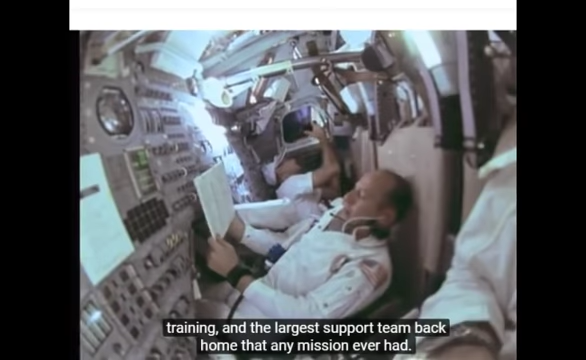 training, and the largest support team back
home that any mission ever had.